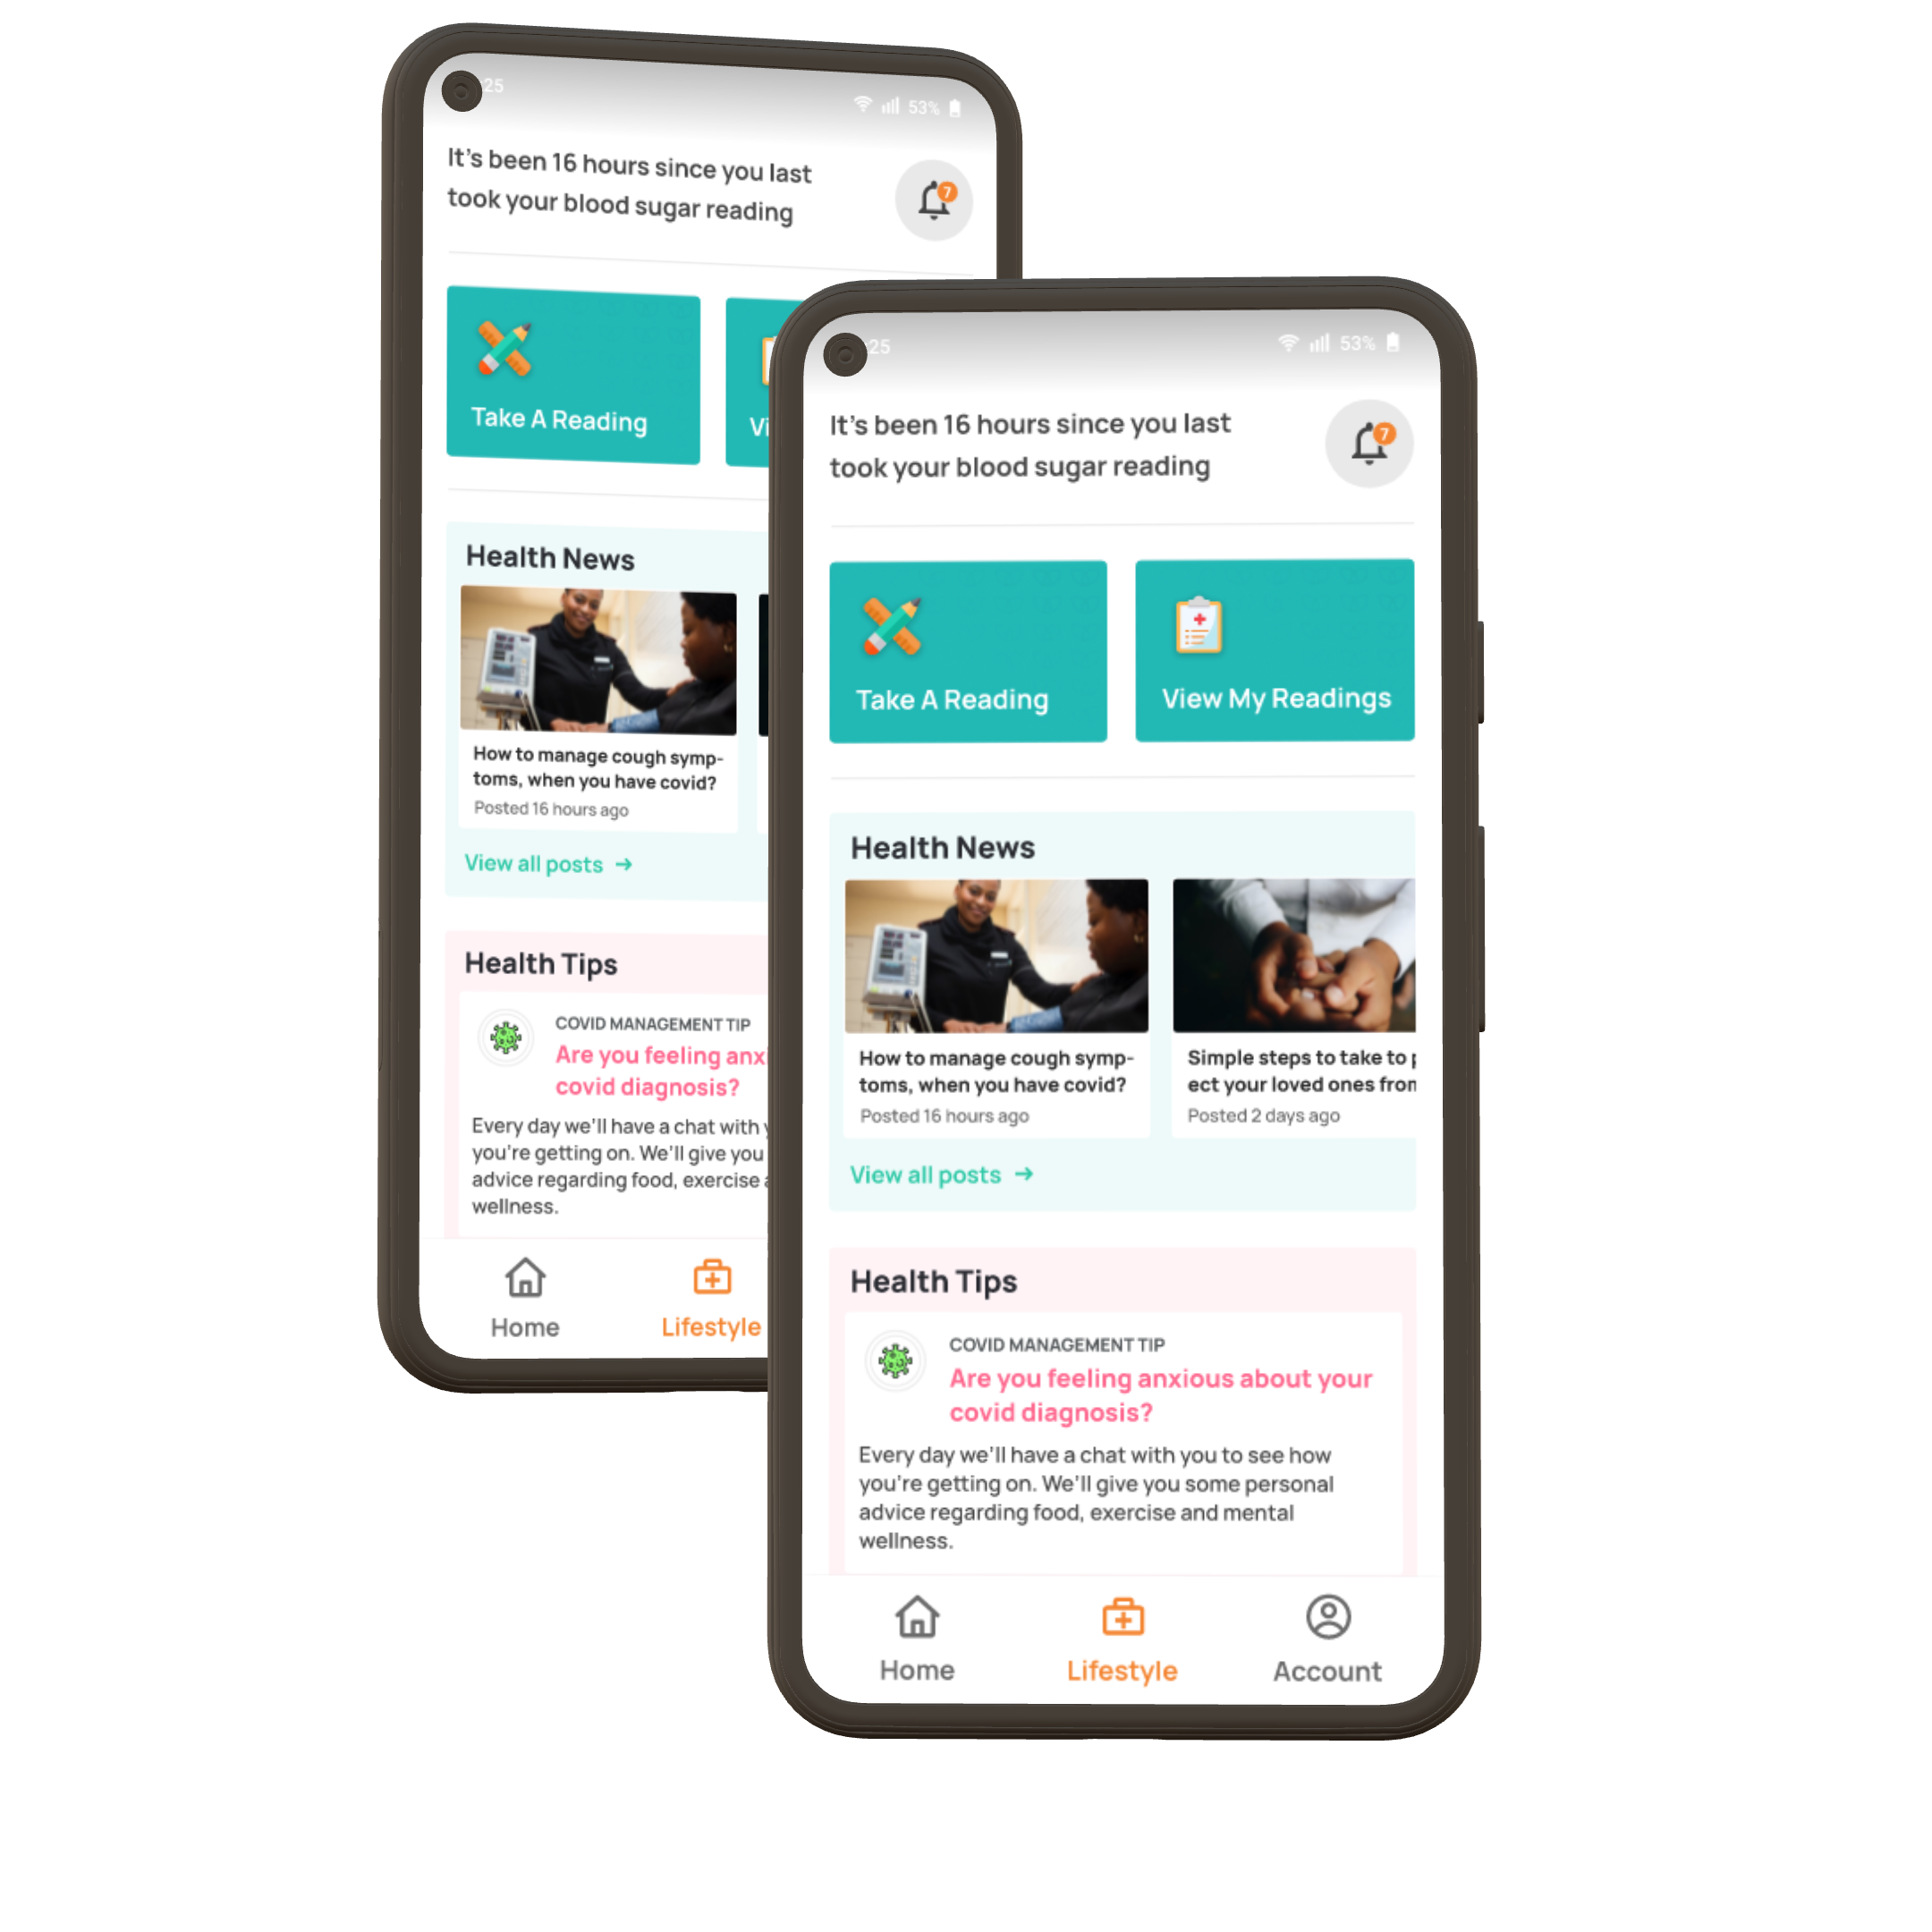 25
53%
It's been 16 hours since you last
took your blood sugar reading
7
Take A Reading
Health News
How to manage cough symp-
toms, when you have covid?
Posted 16 hours ago
View all posts →
Health Tips
COVID MANAGEMENT TIP
Are you feeling
covid diagnosis?
Every day we'll have a chat with
you're getting on. We'll give you
advice regarding food, exercise
wellness.
Home
Lifestyle
25
53%
It's been 16 hours since you last
took your blood sugar reading
7
Take A Reading
View My Readings
Health News
How to manage cough symp-
toms, when you have covid?
Posted 16 hours ago
Simple steps to take to
ect your loved ones from
Posted 2 days ago
View all posts →
Health Tips
COVID MANAGEMENT TIP
Are you feeling anxious about your
covid diagnosis?
Every day we'll have a chat with you to see how
you're getting on. We'll give you some personal
advice regarding food, exercise and mental
wellness.
Home
Lifestyle
Account